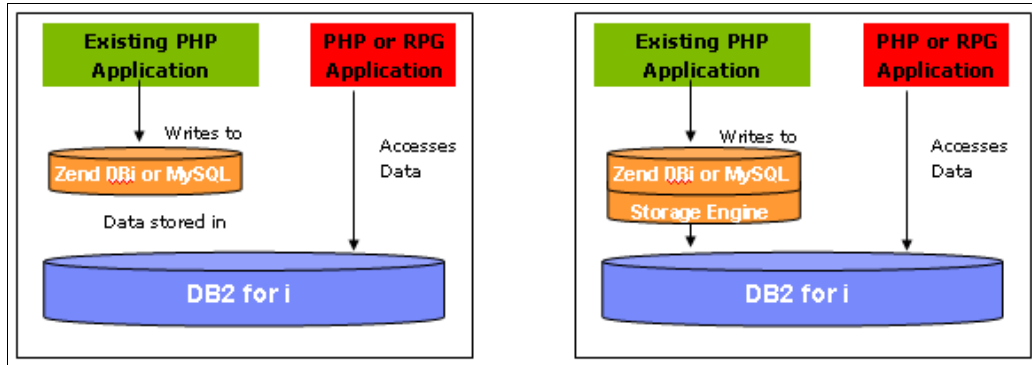 Existing PHP
Application
PHP or RPG
Application
Writes to
Accesses
Data
Zend DBi or MySQL
Data stored in
DB2 for i
Existing PHP
Application
PHP or RPG
Application
Writes to
Accesses
Data
Zend DBi or MySQL
Storage Engine
DB2 for i